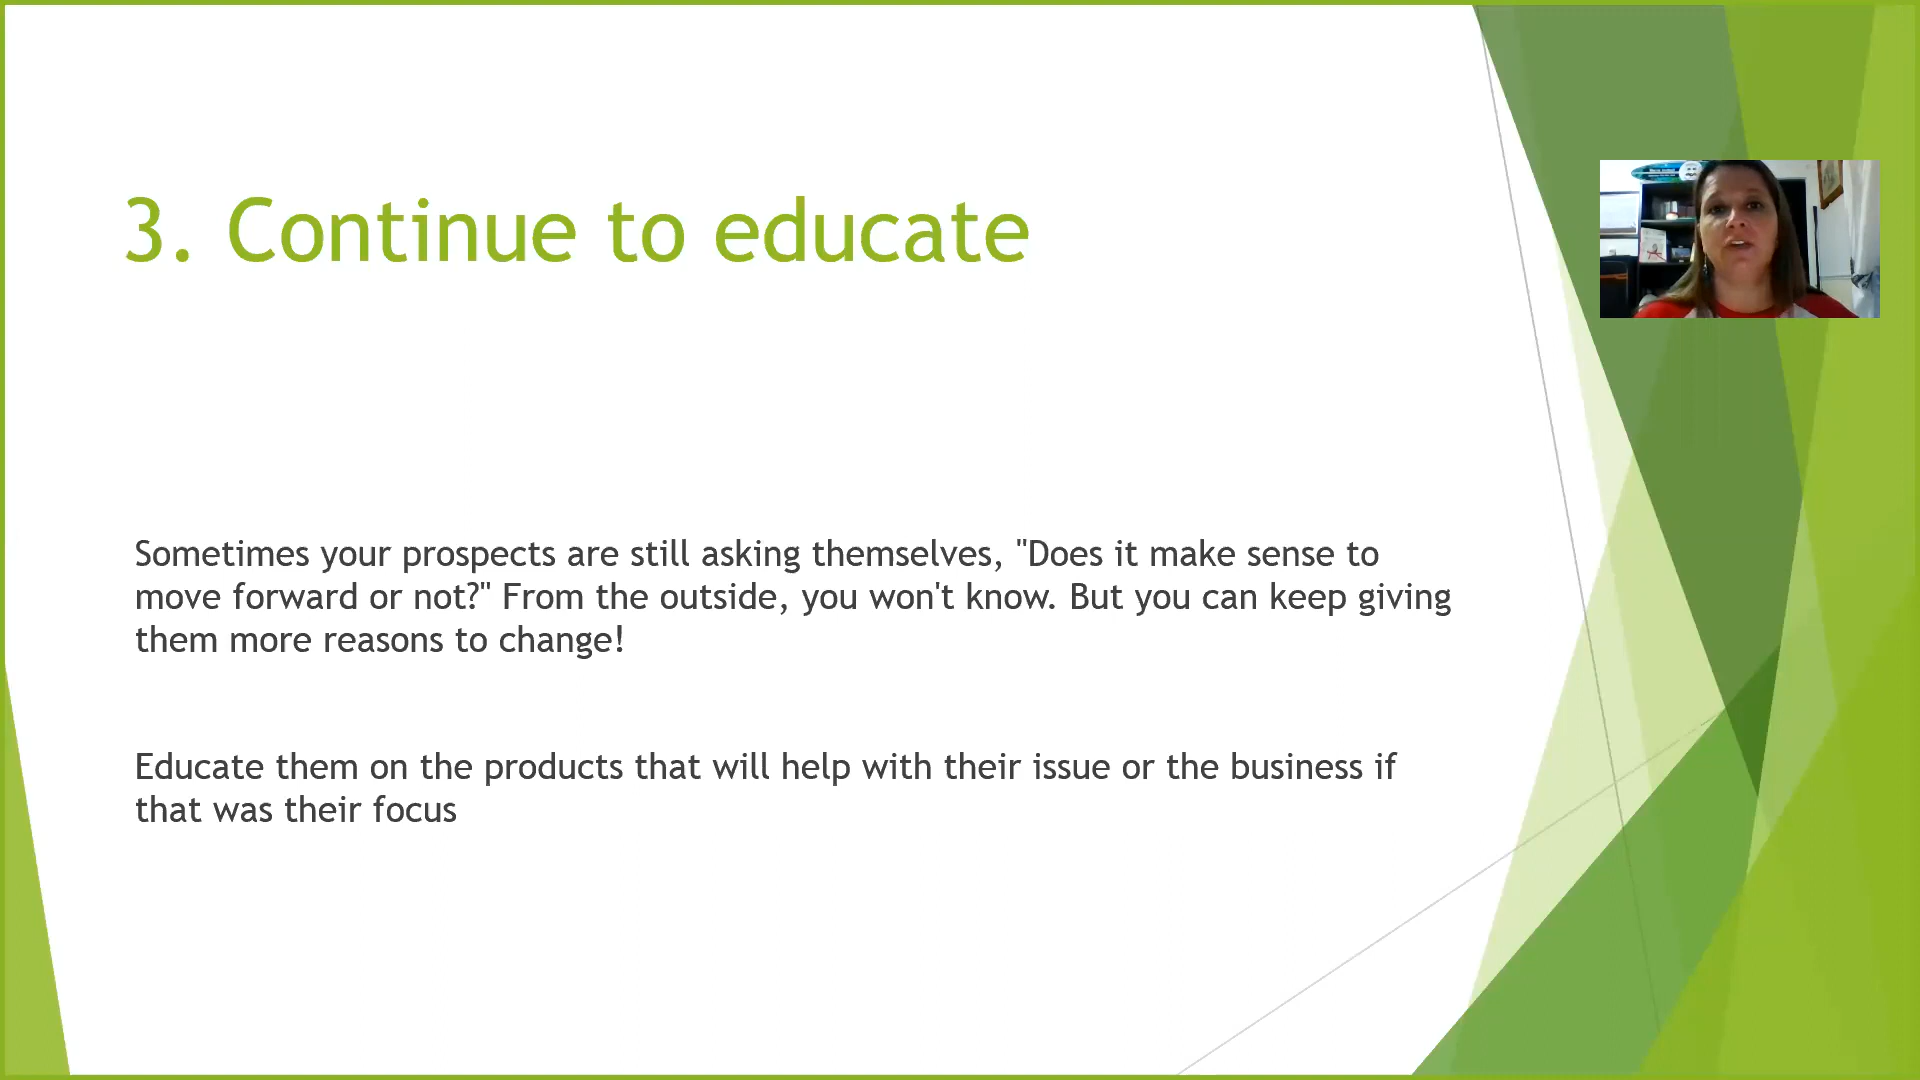 3. Continue to educate
Sometimes your prospects are still asking themselves, "Does it make sense to
move forward or not?" From the outside, you won't know. But you can keep giving
them more reasons to change!
Educate them on the products that will help with their issue or the business if
that was their focus